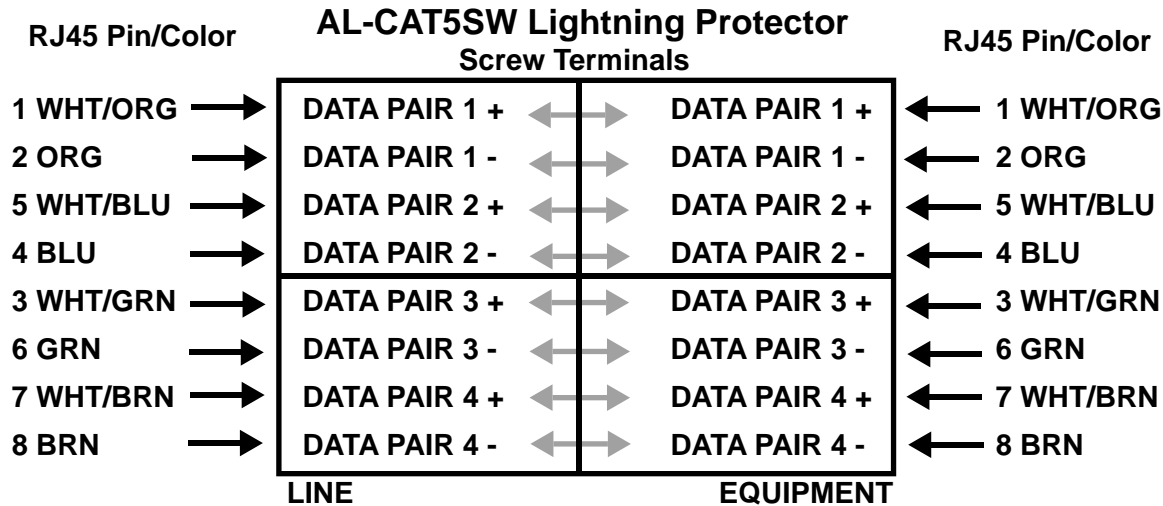 AL-CAT5SW Lightning Protector
RJ45 Pin/Color Screw Terminals RJ45 Pin/Color
1 WHT/ORG DATA PAIR 1 + DATA PAIR 1 + 1 WHT/ORG
2 ORG DATA PAIR 1 - DATA PAIR 1 - 2 ORG
5 WHT/BLU DATA PAIR 2 + DATA PAIR 2 + 5 WHT/BLU
4 BLU DATA PAIR 2 - DATA PAIR 2 - 4 BLU
3 WHT/GRN DATA PAIR 3 + DATA PAIR 3 + 3 WHT/GRN
6 GRN DATA PAIR 3 - DATA PAIR 3 - 6 GRN
7 WHT/BRN DATA PAIR 4 + DATA PAIR 4 + 7 WHT/BRN
8 BRN DATA PAIR 4 - DATA PAIR 4 - 8 BRN
LINE EQUIPMENT